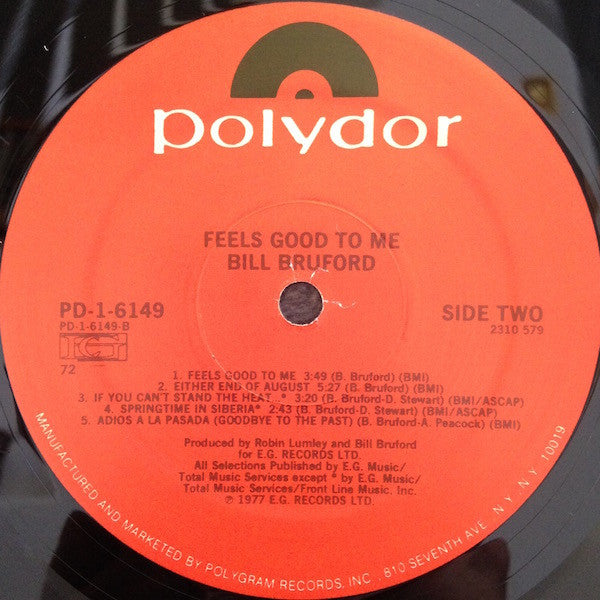 polydor
FEELS GOOD TO ME
BILL BRUFORD
PD-1-6149
PD-1-6149-B
72
SIDE TWO
2310 579
1. FEELS GOOD TO ME 3:49 (B. Bruford) (BMI)
2. EITHER END OF AUGUST 5:27 (B. Bruford) (BMI)
3. IF YOU CAN'T STAND THE HEAT...* 3:20 (B. Bruford-D. Stewart) (BMI/ASCAP)
4. SPRINGTIME IN SIBERIA* 2:43 (B. Bruford-D. Stewart) (BMI/ASCAP)
5. ADIOS A LA PASADA (GOODBYE TO THE PAST) (B. Bruford-A. Peacock) (BMI)
Produced by Robin Lumley and Bill Bruford
for E.G. RECORDS LTD.
All Selections Published by E.G. Music/
Total Music Services except * by E.G. Music/
Total Music Services/Front Line Music, Inc.
℗ 1977 E.G. RECORDS LTD.
MANUFACTURED AND MARKETED BY POLYGRAM RECORDS, INC. 810 SEVENTH AVE. N.Y. N.Y. 10019